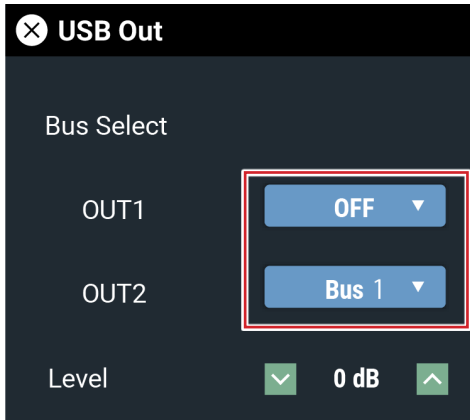 USB Out
Bus Select
OUT1 OFF
OUT2 Bus 1
Level 0 dB